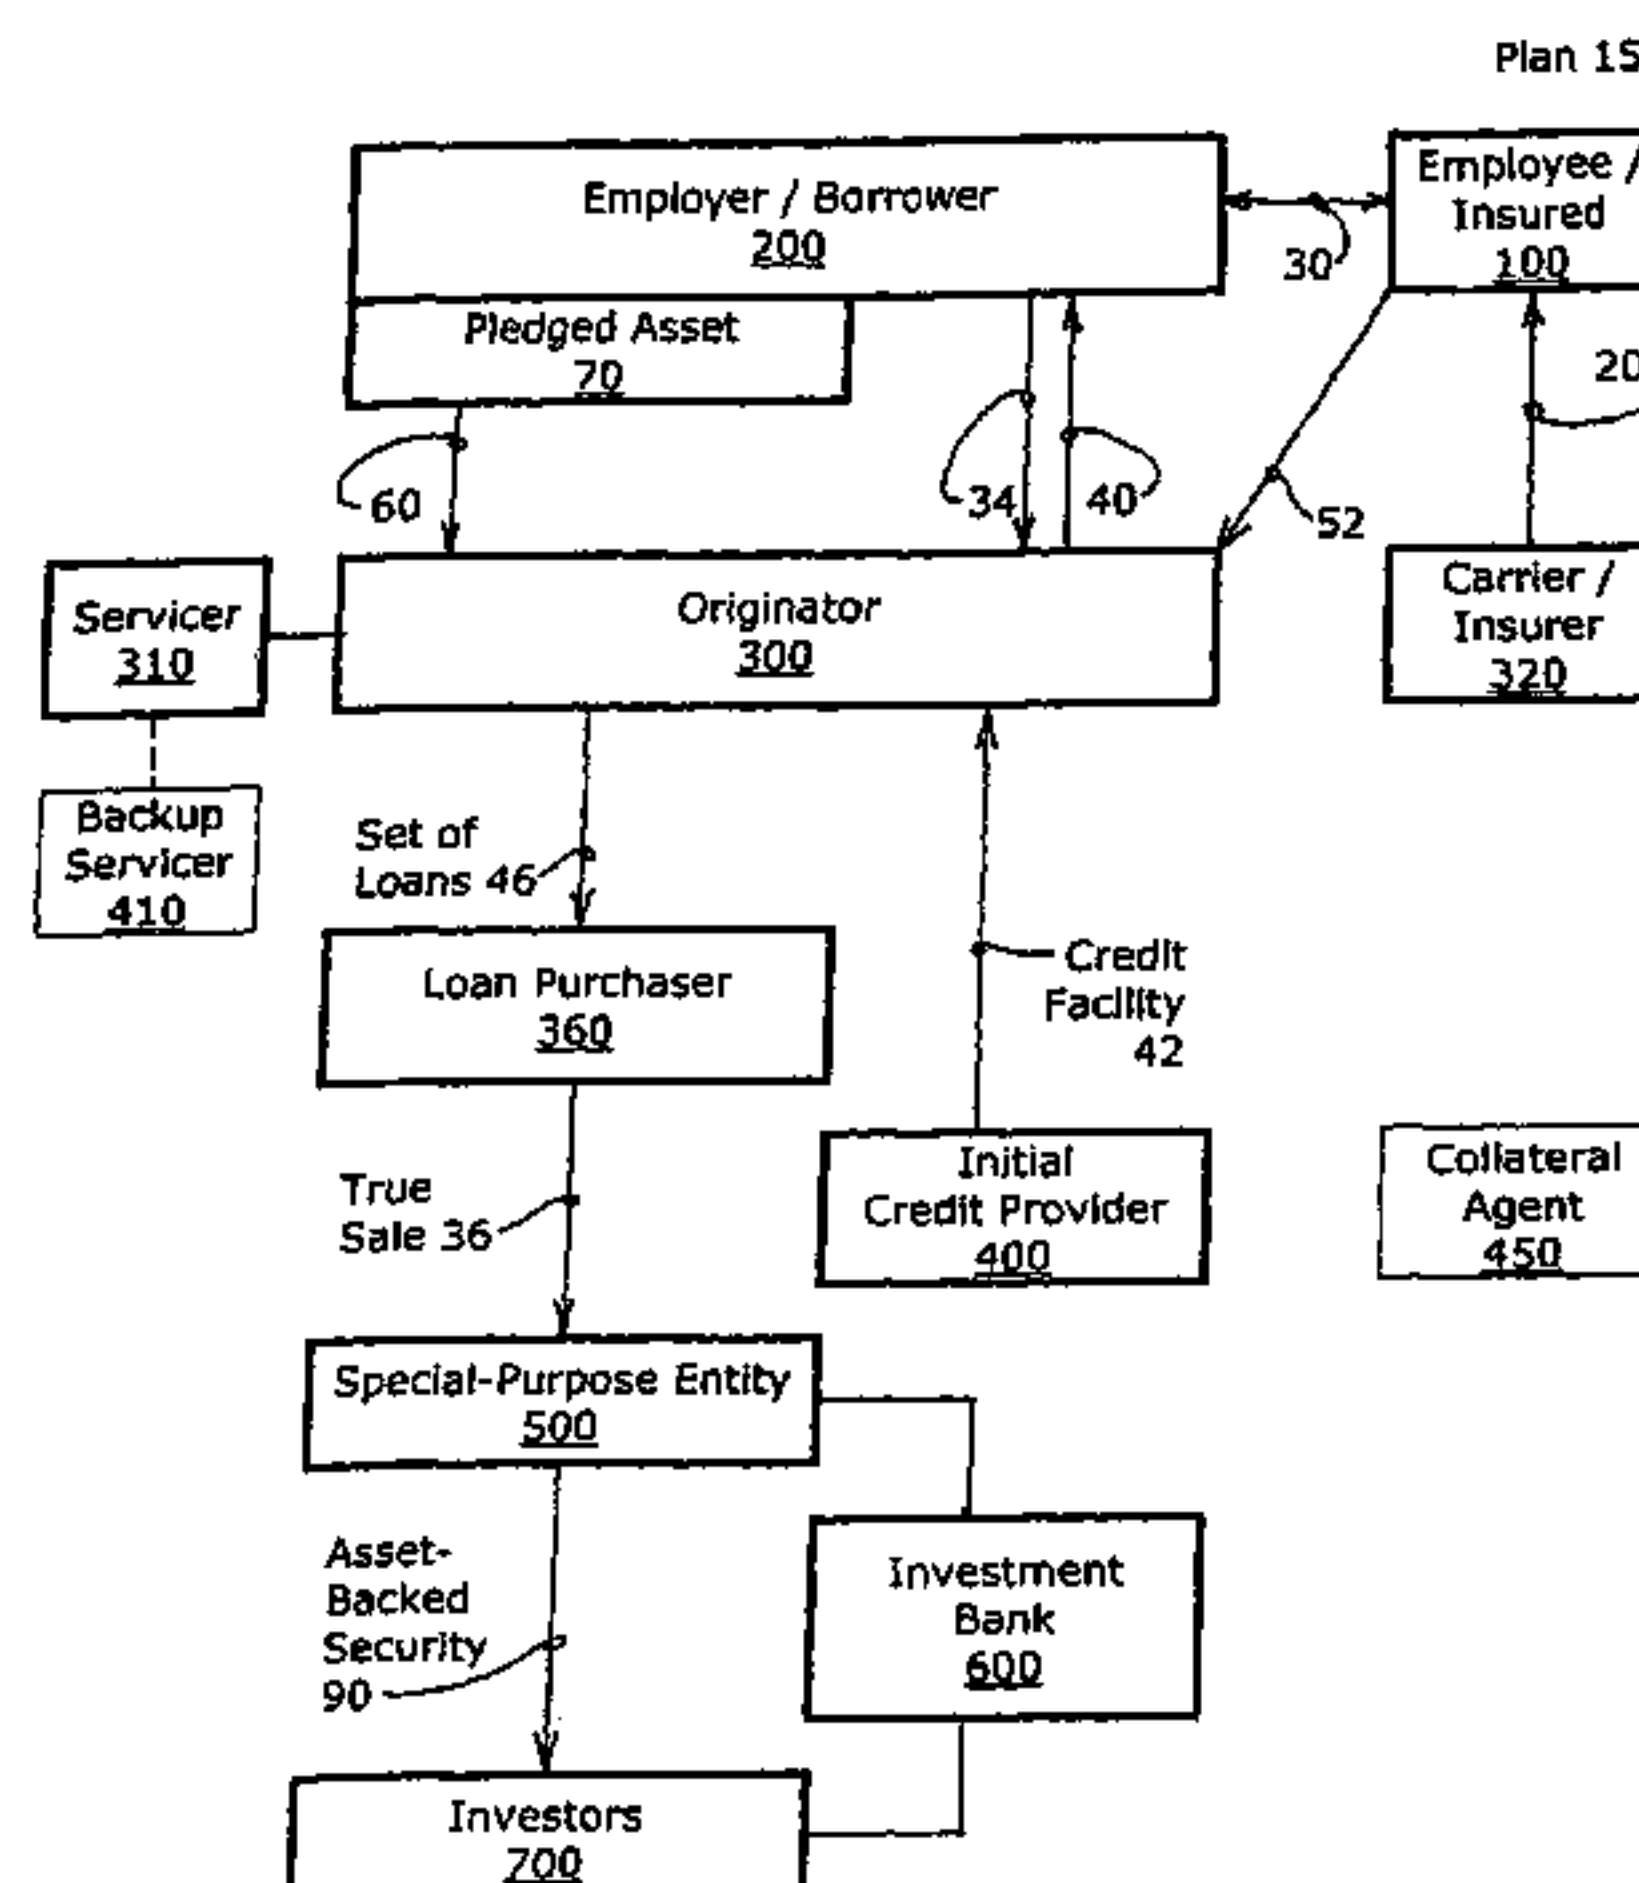 Plan 15
Employer / Borrower
200
Employee /
Insured
100
30
Pledged Asset
70
20
60
34
40
52
Servicer
310
Originator
300
Carrier /
Insurer
320
Backup
Servicer
410
Set of
Loans 46
Loan Purchaser
360
Credit
Facility
42
Initial
Credit Provider
400
Collateral
Agent
450
True
Sale 36
Special-Purpose Entity
500
Asset-
Backed
Security
90
Investment
Bank
600
Investors
700